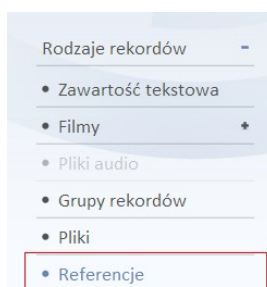 Rodzaje rekordów -
• Zawartość tekstowa
• Filmy +
• Pliki audio
• Grupy rekordów
• Pliki
• Referencje